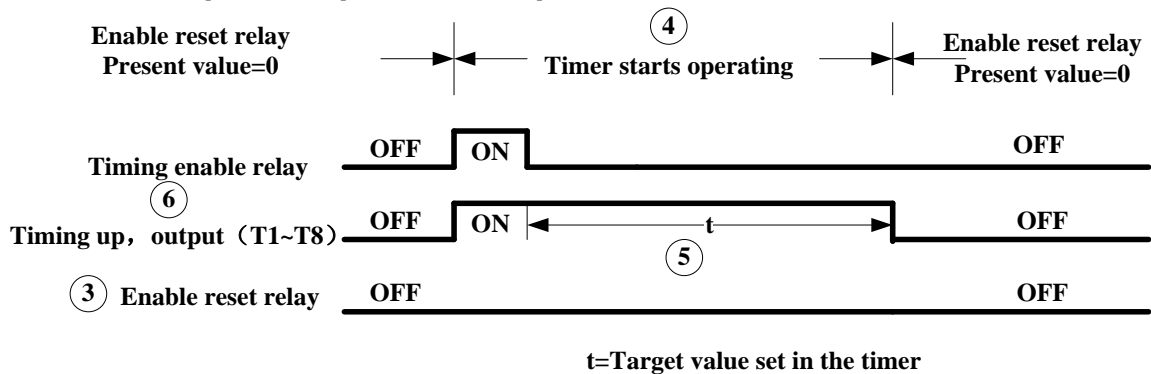 ④
Enable reset relay
Present value=0
Timer starts operating
Enable reset relay
Present value=0
Timing enable relay
OFF
ON
OFF
⑥
Timing up，output（T1~T8）
OFF
ON
t
OFF
⑤
③ Enable reset relay
OFF
OFF
t=Target value set in the timer